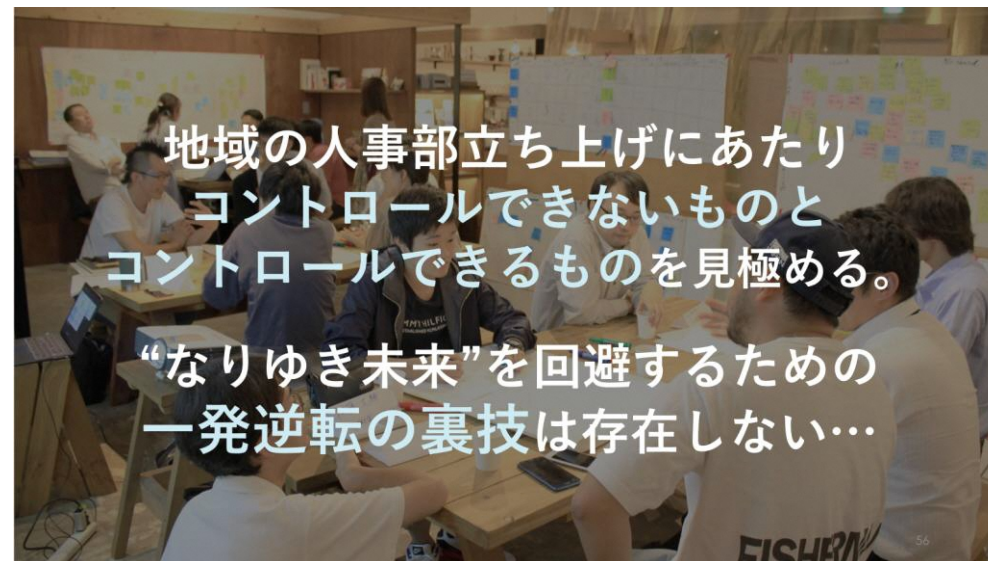 地域の人事部立ち上げにあたり
コントロールできないものと
コントロールできるものを見極める。
“なりゆき未来”を回避するための
一発逆転の裏技は存在しない…
56